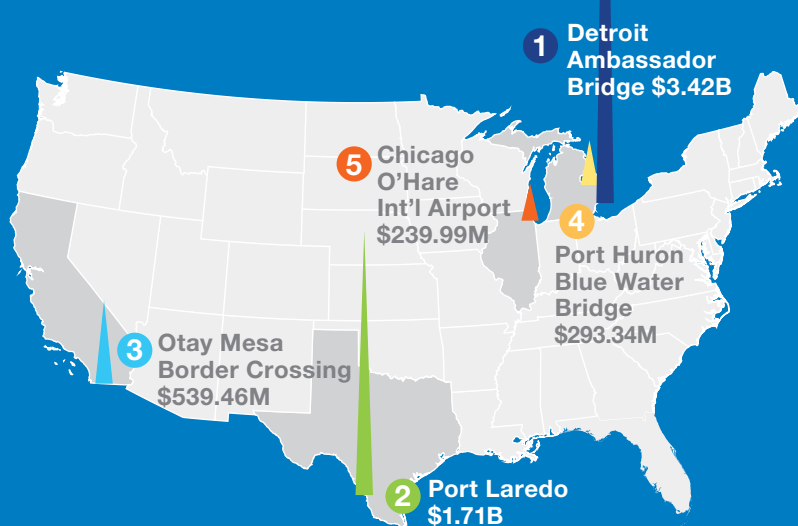 1
Detroit
Ambassador
Bridge $3.42B
5
Chicago
O’Hare
Int’l Airport
$239.99M
4
Port Huron
Blue Water
Bridge
$293.34M
3
Otay Mesa
Border Crossing
$539.46M
2
Port Laredo
$1.71B